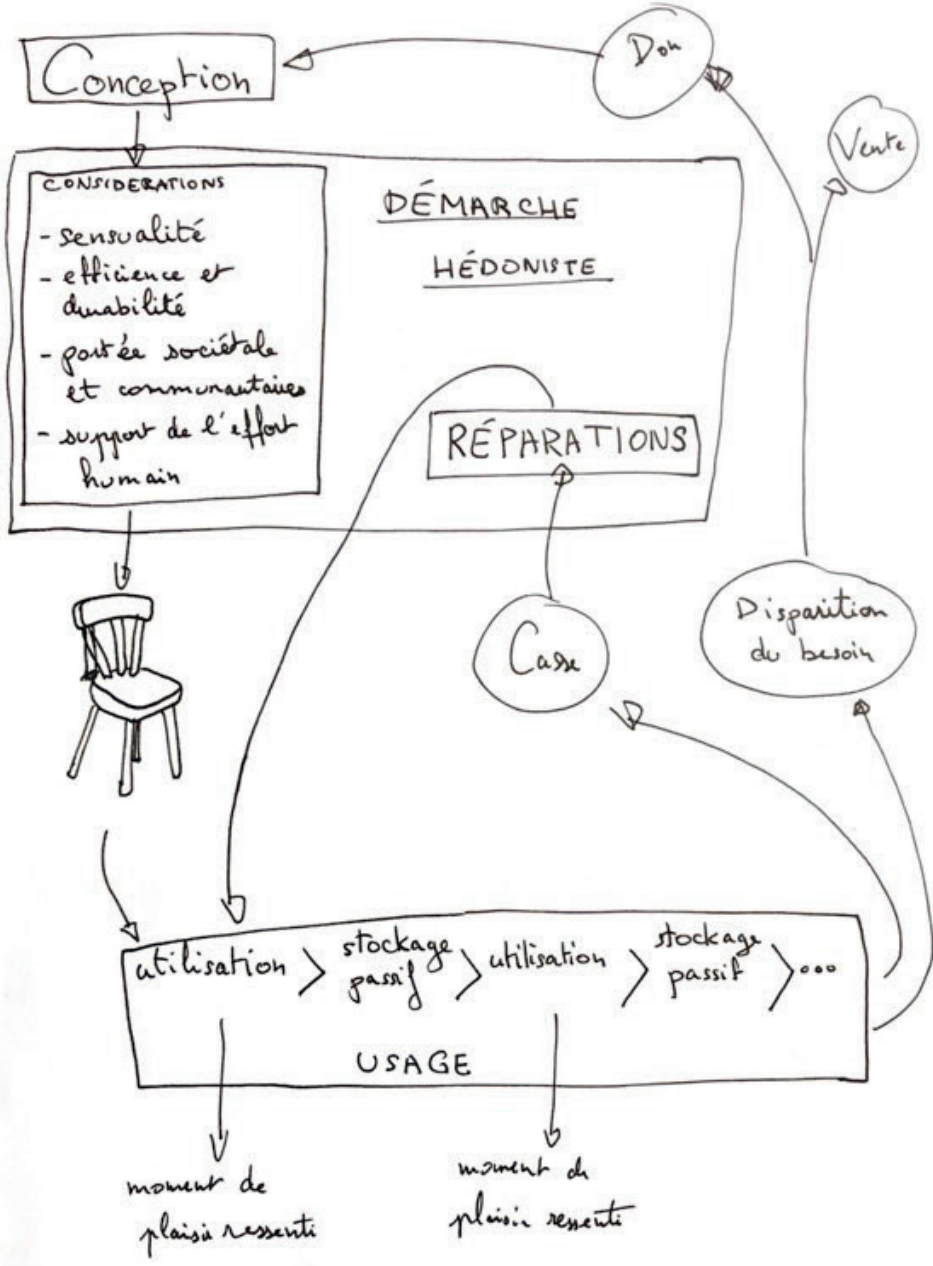 Conception
Don
Vente
CONSIDERATIONS
- sensualité
- efficience et
durabilité
- portée sociétale
et communautaires
- support de l'effort
humain
DÉMARCHE
HÉDONISTE
RÉPARATIONS
Casse
Disparition
du besoin
utilisation > stockage passif > utilisation > stockage passif > ...
USAGE
moment de
plaisir ressenti
moment de
plaisir ressenti